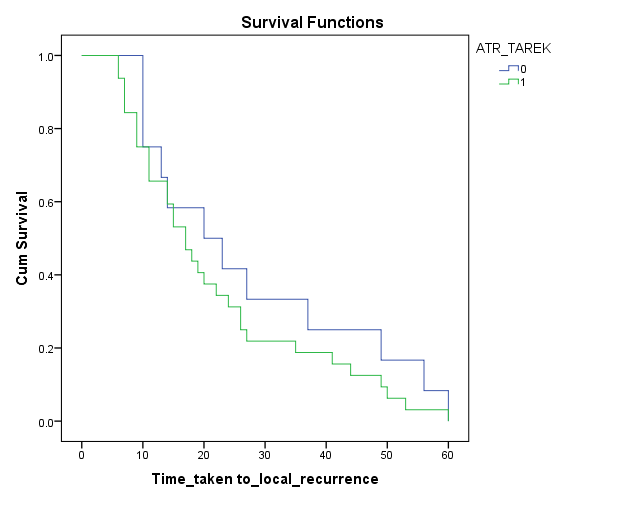 Survival Functions
ATR_TAREK
0
1
1.0
0.8
0.6
0.4
0.2
0.0
Cum Survival
0 10 20 30 40 50 60
Time_taken to_local_recurrence